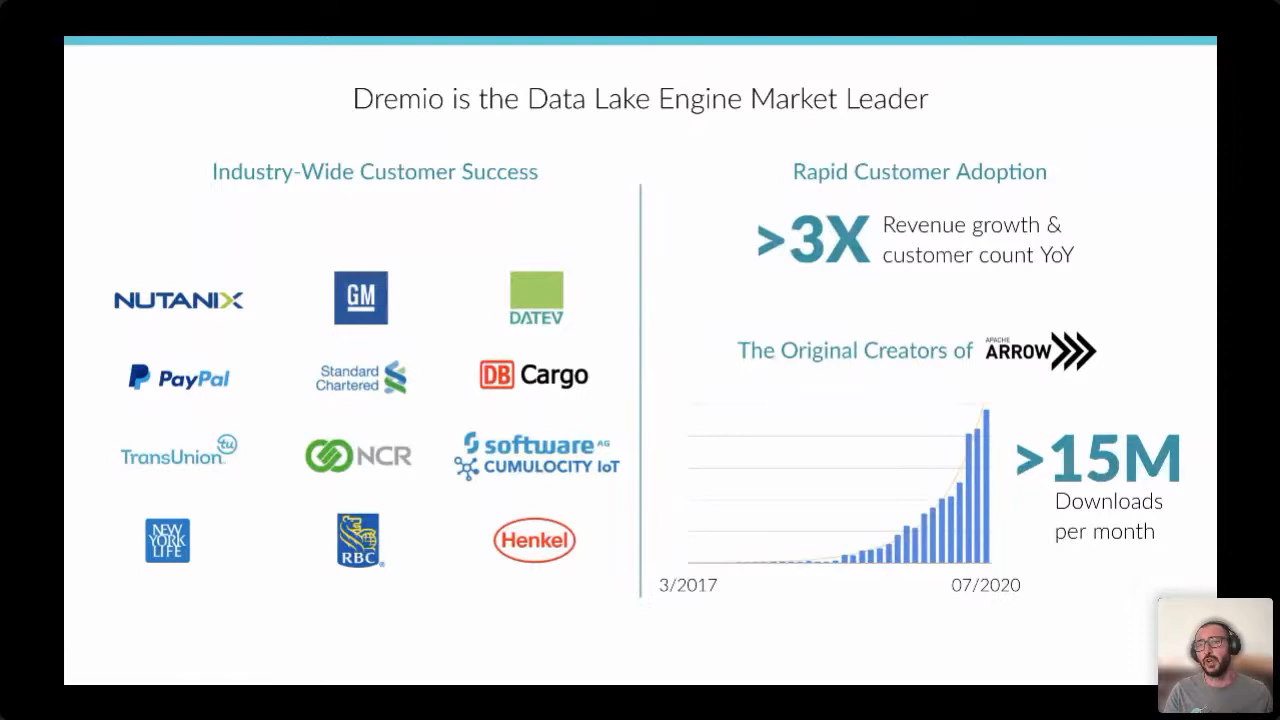 Dremio is the Data Lake Engine Market Leader
Industry-Wide Customer Success
NUTANIX
GM
DATEV
PayPal
Standard
Chartered
DB Cargo
TransUnion
tu
NCR
software AG
CUMULOCITY IoT
NEW
YORK
LIFE
RBC
Henkel
Rapid Customer Adoption
>3X
Revenue growth &
customer count YoY
The Original Creators of
APACHE
ARROW
>15M
Downloads
per month
3/2017
07/2020